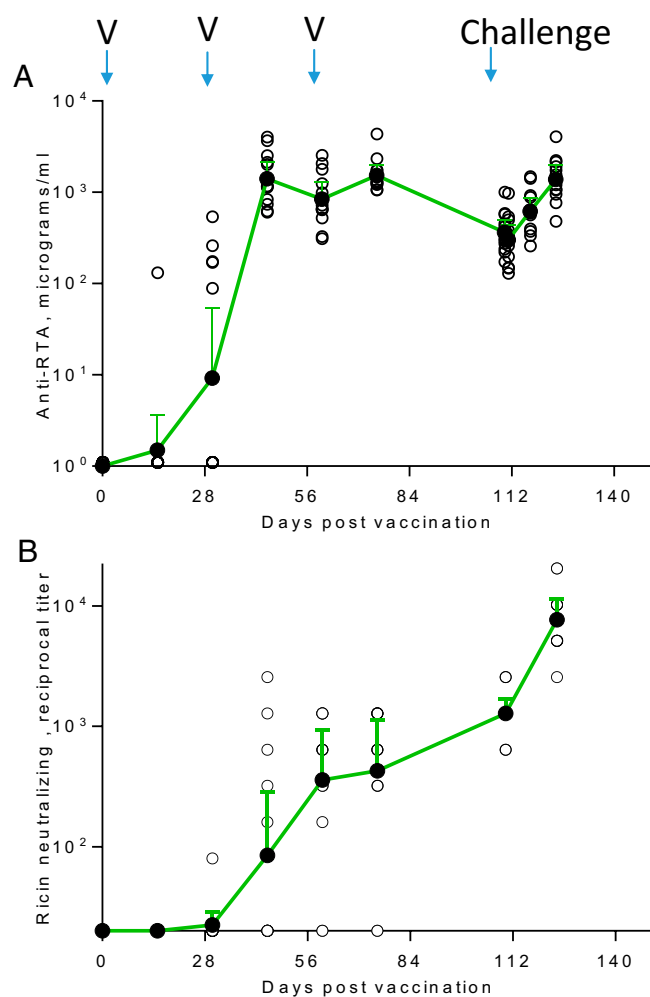 V V V Challenge
A
10^4
10^3
10^2
10^1
10^0
Anti-RTA, micrograms/ml
0 28 56 84 112 140
Days post vaccination
B
10^4
10^3
10^2
Ricin neutralizing , reciprocal titer
0 28 56 84 112 140
Days post vaccination